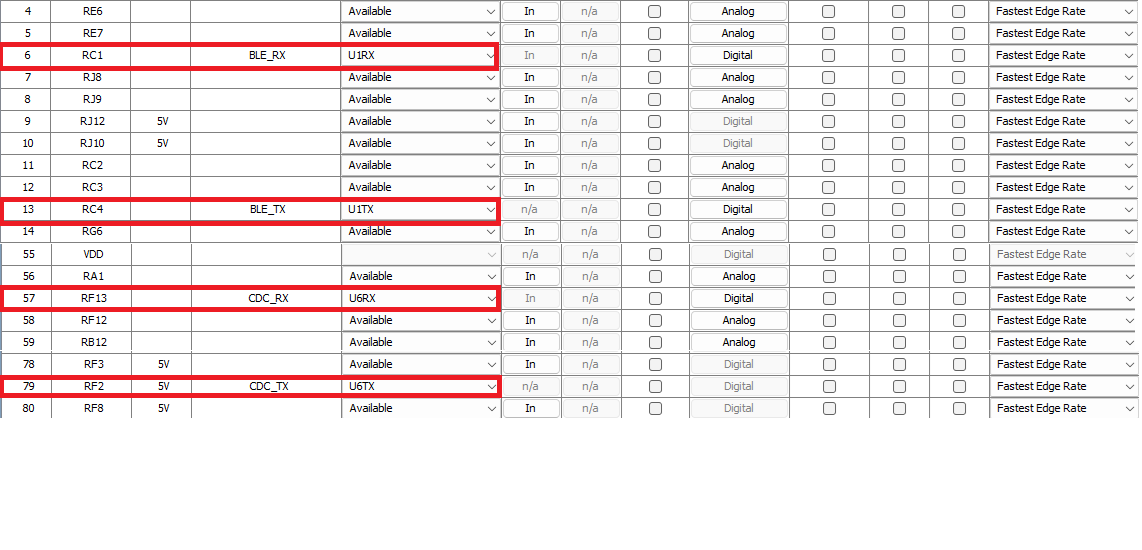 4 RE6 Available In n/a Analog Fastest Edge Rate
5 RE7 Available In n/a Analog Fastest Edge Rate
6 RC1 BLE_RX U1RX In n/a Digital Fastest Edge Rate
7 RJ8 Available In n/a Analog Fastest Edge Rate
8 RJ9 Available In n/a Analog Fastest Edge Rate
9 RJ12 5V Available In n/a Digital Fastest Edge Rate
10 RJ10 5V Available In n/a Digital Fastest Edge Rate
11 RC2 Available In n/a Analog Fastest Edge Rate
12 RC3 Available In n/a Analog Fastest Edge Rate
13 RC4 BLE_TX U1TX n/a n/a Digital Fastest Edge Rate
14 RG6 Available In n/a Analog Fastest Edge Rate
55 VDD n/a n/a Digital Fastest Edge Rate
56 RA1 Available In n/a Analog Fastest Edge Rate
57 RF13 CDC_RX U6RX In n/a Digital Fastest Edge Rate
58 RF12 Available In n/a Analog Fastest Edge Rate
59 RB12 Available In n/a Analog Fastest Edge Rate
78 RF3 5V Available In n/a Digital Fastest Edge Rate
79 RF2 5V CDC_TX U6TX n/a n/a Digital Fastest Edge Rate
80 RF8 5V Available In n/a Digital Fastest Edge Rate